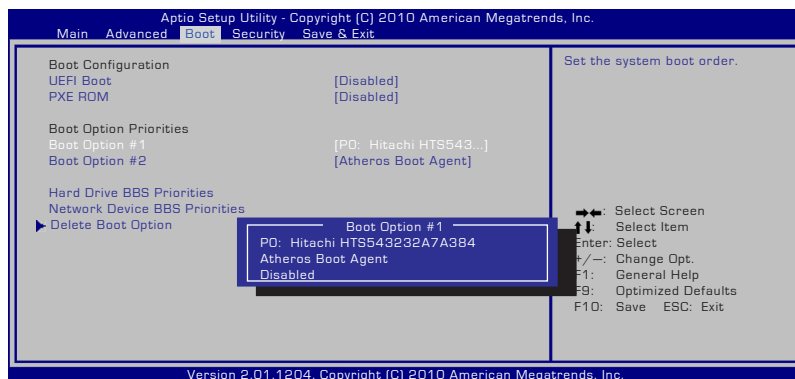 Aptio Setup Utility - Copyright (C) 2010 American Megatrends, Inc.
Main Advanced Boot Security Save & Exit
Boot Configuration
UEFI Boot [Disabled]
PXE ROM [Disabled]
Boot Option Priorities
Boot Option #1 [P0: Hitachi HTS543...]
Boot Option #2 [Atheros Boot Agent]
Hard Drive BBS Priorities
Network Device BBS Priorities
Delete Boot Option
Boot Option #1
P0: Hitachi HTS543232A7A384
Atheros Boot Agent
Disabled
Set the system boot order.
→←: Select Screen
↑↓: Select Item
Enter: Select
+/—: Change Opt.
F1: General Help
F9: Optimized Defaults
F10: Save ESC: Exit
Version 2.01.1204. Copyright (C) 2010 American Megatrends, Inc.